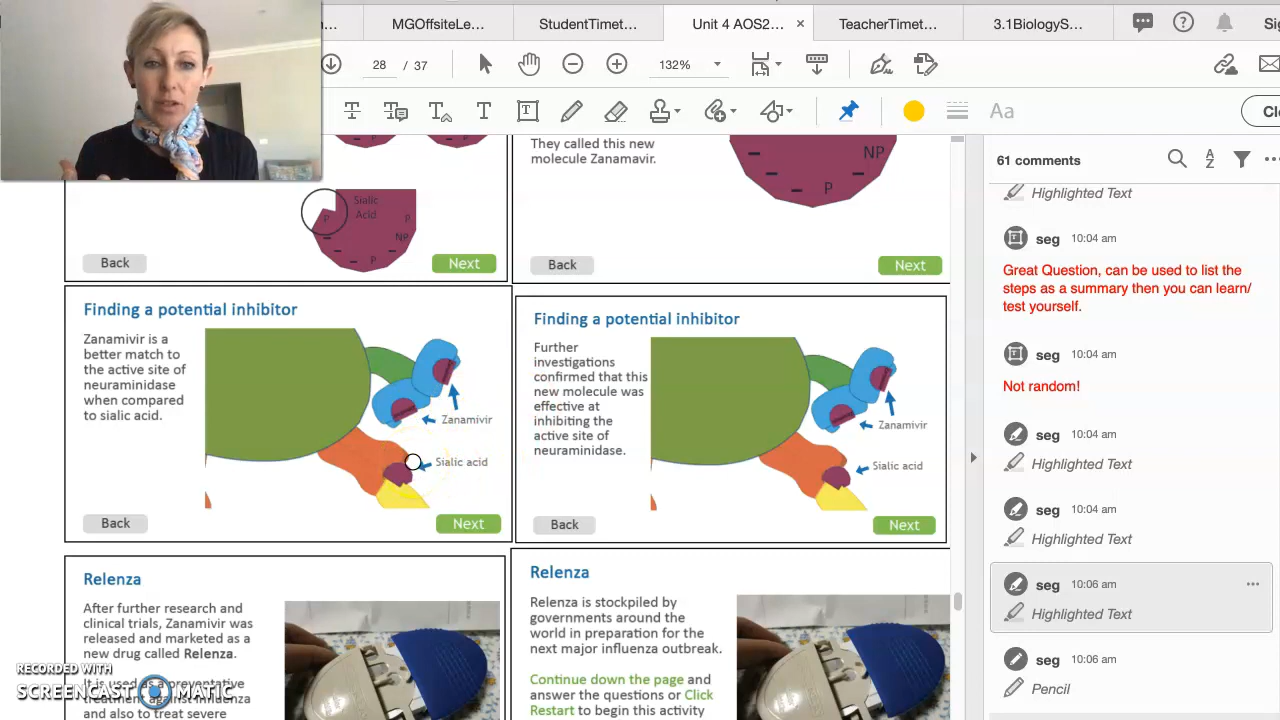 MGOffsiteLe...
StudentTimet...
Unit 4 AOS2...
×
TeacherTimet...
3.1BiologyS...
28 / 37
132%
61 comments
A
Z
Highlighted Text
seg 10:04 am
Great Question, can be used to list the
steps as a summary then you can learn/
test yourself.
seg 10:04 am
Not random!
seg 10:04 am
Highlighted Text
seg 10:04 am
Highlighted Text
seg 10:06 am
Highlighted Text
seg 10:06 am
Pencil
P
P
Sialic
Acid
P
P
NP
P
Back
Next
They called this new
molecule Zanamavir.
NP
P
Back
Next
Finding a potential inhibitor
Zanamivir is a
better match to
the active site of
neuraminidase
when compared
to sialic acid.
Zanamivir
Sialic acid
Back
Next
Finding a potential inhibitor
Further
investigations
confirmed that this
new molecule was
effective at
inhibiting the
active site of
neuraminidase.
Zanamivir
Sialic acid
Back
Next
Relenza
After further research and
clinical trials, Zanamivir was
released and marketed as a
new drug called Relenza.
It is used as a preventative
treatment against influenza
and also to treat severe
Relenza
Relenza is stockpiled by
governments around the
world in preparation for the
next major influenza outbreak.
Continue down the page and
answer the questions or Click
Restart to begin this activity
RECORDED WITH
SCREENCAST MATIC